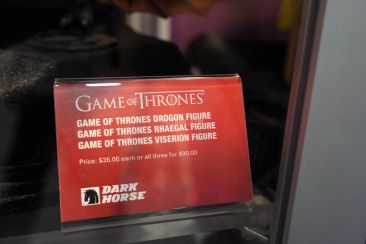 GAME OF THRONES
GAME OF THRONES DROGON FIGURE
GAME OF THRONES RHAEGAL FIGURE
GAME OF THRONES VISERION FIGURE
Price: $35.00 each or all three for $90.00
DARK
HORSE